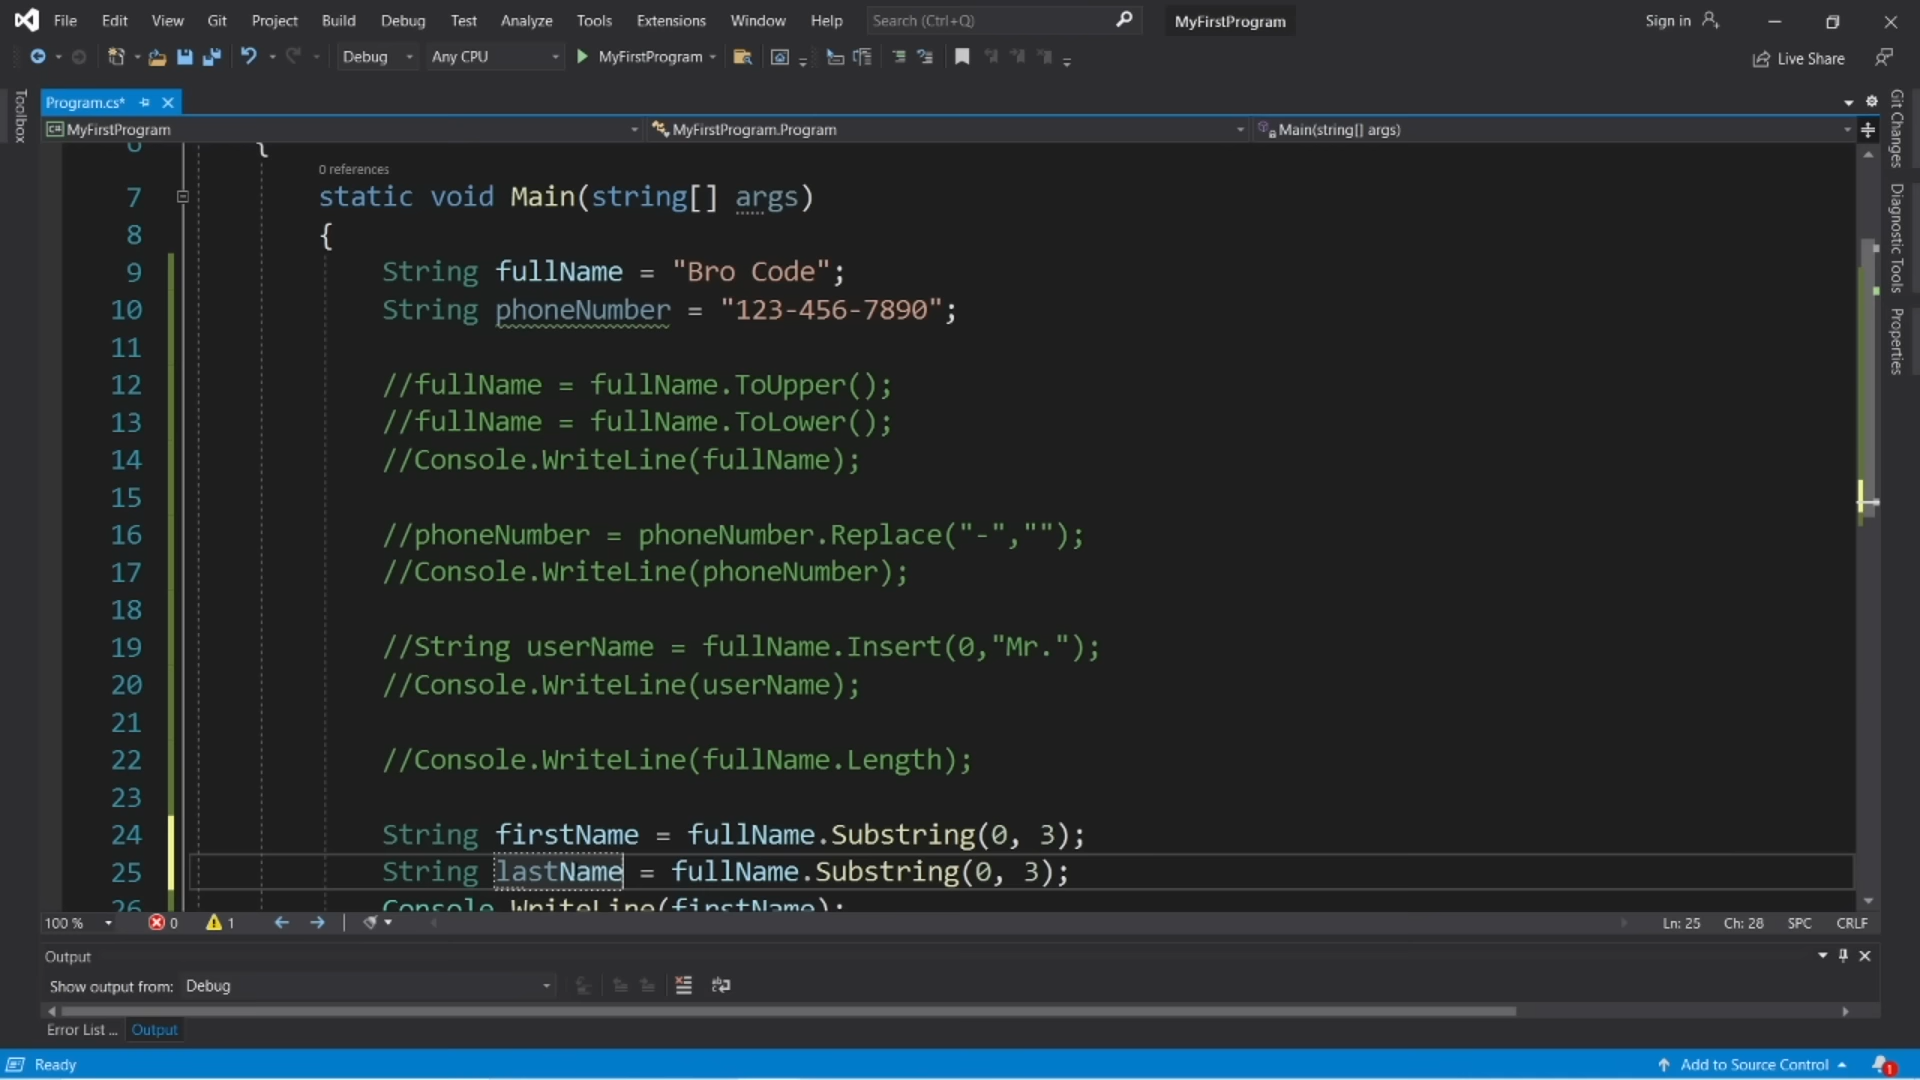 File Edit View Git Project Build Debug Test Analyze Tools Extensions Window Help Search (Ctrl+Q) MyFirstProgram Sign in
Debug Any CPU MyFirstProgram Live Share
Toolbox
Program.cs*
MyFirstProgram MyFirstProgram.Program Main(string[] args)
6 {
0 references
7 static void Main(string[] args)
8 {
9 String fullName = "Bro Code";
10 String phoneNumber = "123-456-7890";
11
12 //fullName = fullName.ToUpper();
13 //fullName = fullName.ToLower();
14 //Console.WriteLine(fullName);
15
16 //phoneNumber = phoneNumber.Replace("-","");
17 //Console.WriteLine(phoneNumber);
18
19 //String userName = fullName.Insert(0,"Mr.");
20 //Console.WriteLine(userName);
21
22 //Console.WriteLine(fullName.Length);
23
24 String firstName = fullName.Substring(0, 3);
25 String lastName = fullName.Substring(0, 3);
26 Console.WriteLine(firstName);
Git Changes
Diagnostic Tools
Properties
100 % 0 1 Ln: 25 Ch: 28 SPC CRLF
Output
Show output from: Debug
Error List ... Output
Ready Add to Source Control 1